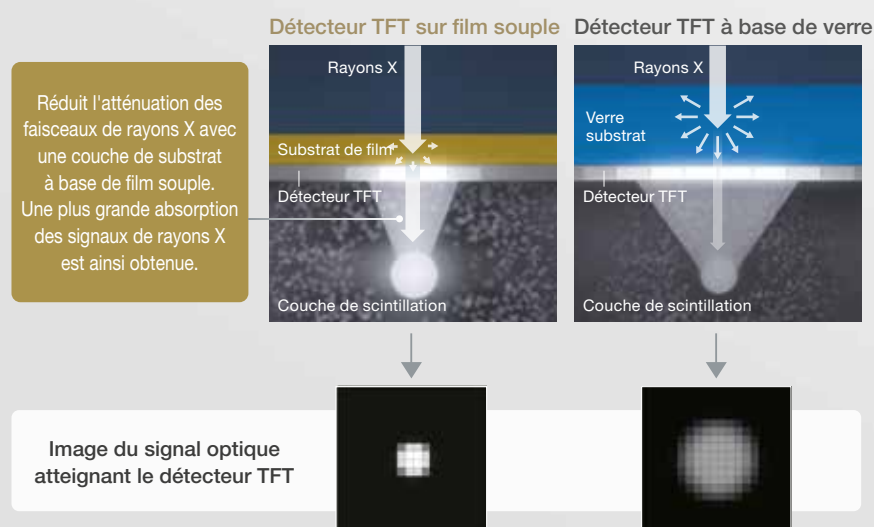 Détecteur TFT sur film souple
Détecteur TFT à base de verre
Réduit l'atténuation des
faisceaux de rayons X avec
une couche de substrat
à base de film souple.
Une plus grande absorption
des signaux de rayons X
est ainsi obtenue.
Rayons X
Substrat de film
Détecteur TFT
Couche de scintillation
Rayons X
Verre
substrat
Détecteur TFT
Couche de scintillation
Image du signal optique
atteignant le détecteur TFT